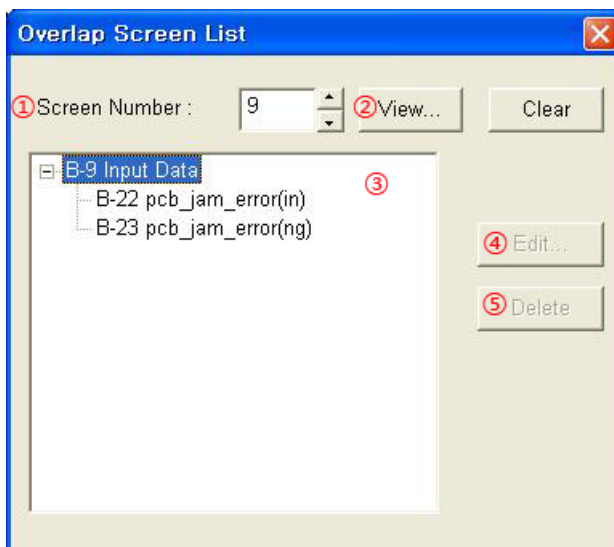 Overlap Screen List
①Screen Number : 9 ②View... Clear
B-9 Input Data ③
B-22 pcb_jam_error(in)
B-23 pcb_jam_error(ng)
④Edit...
⑤Delete